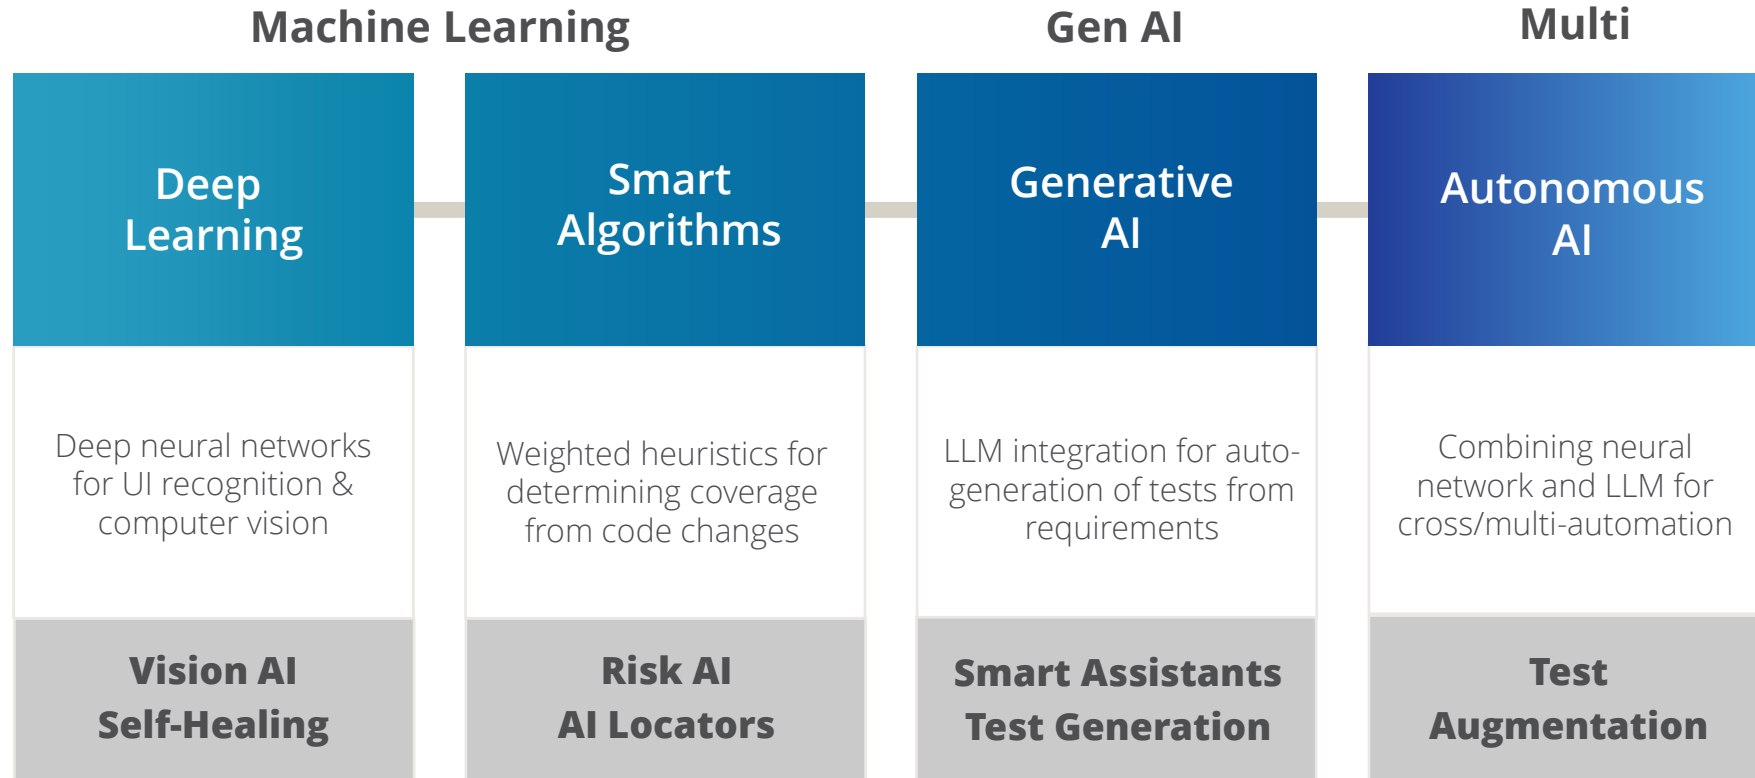 Machine Learning
Gen AI
Multi
Deep
Learning
Smart
Algorithms
Generative
AI
Autonomous
AI
Deep neural networks
for UI recognition &
computer vision
Weighted heuristics for
determining coverage
from code changes
LLM integration for auto-
generation of tests from
requirements
Combining neural
network and LLM for
cross/multi-automation
Vision AI
Self-Healing
Risk AI
AI Locators
Smart Assistants
Test Generation
Test
Augmentation